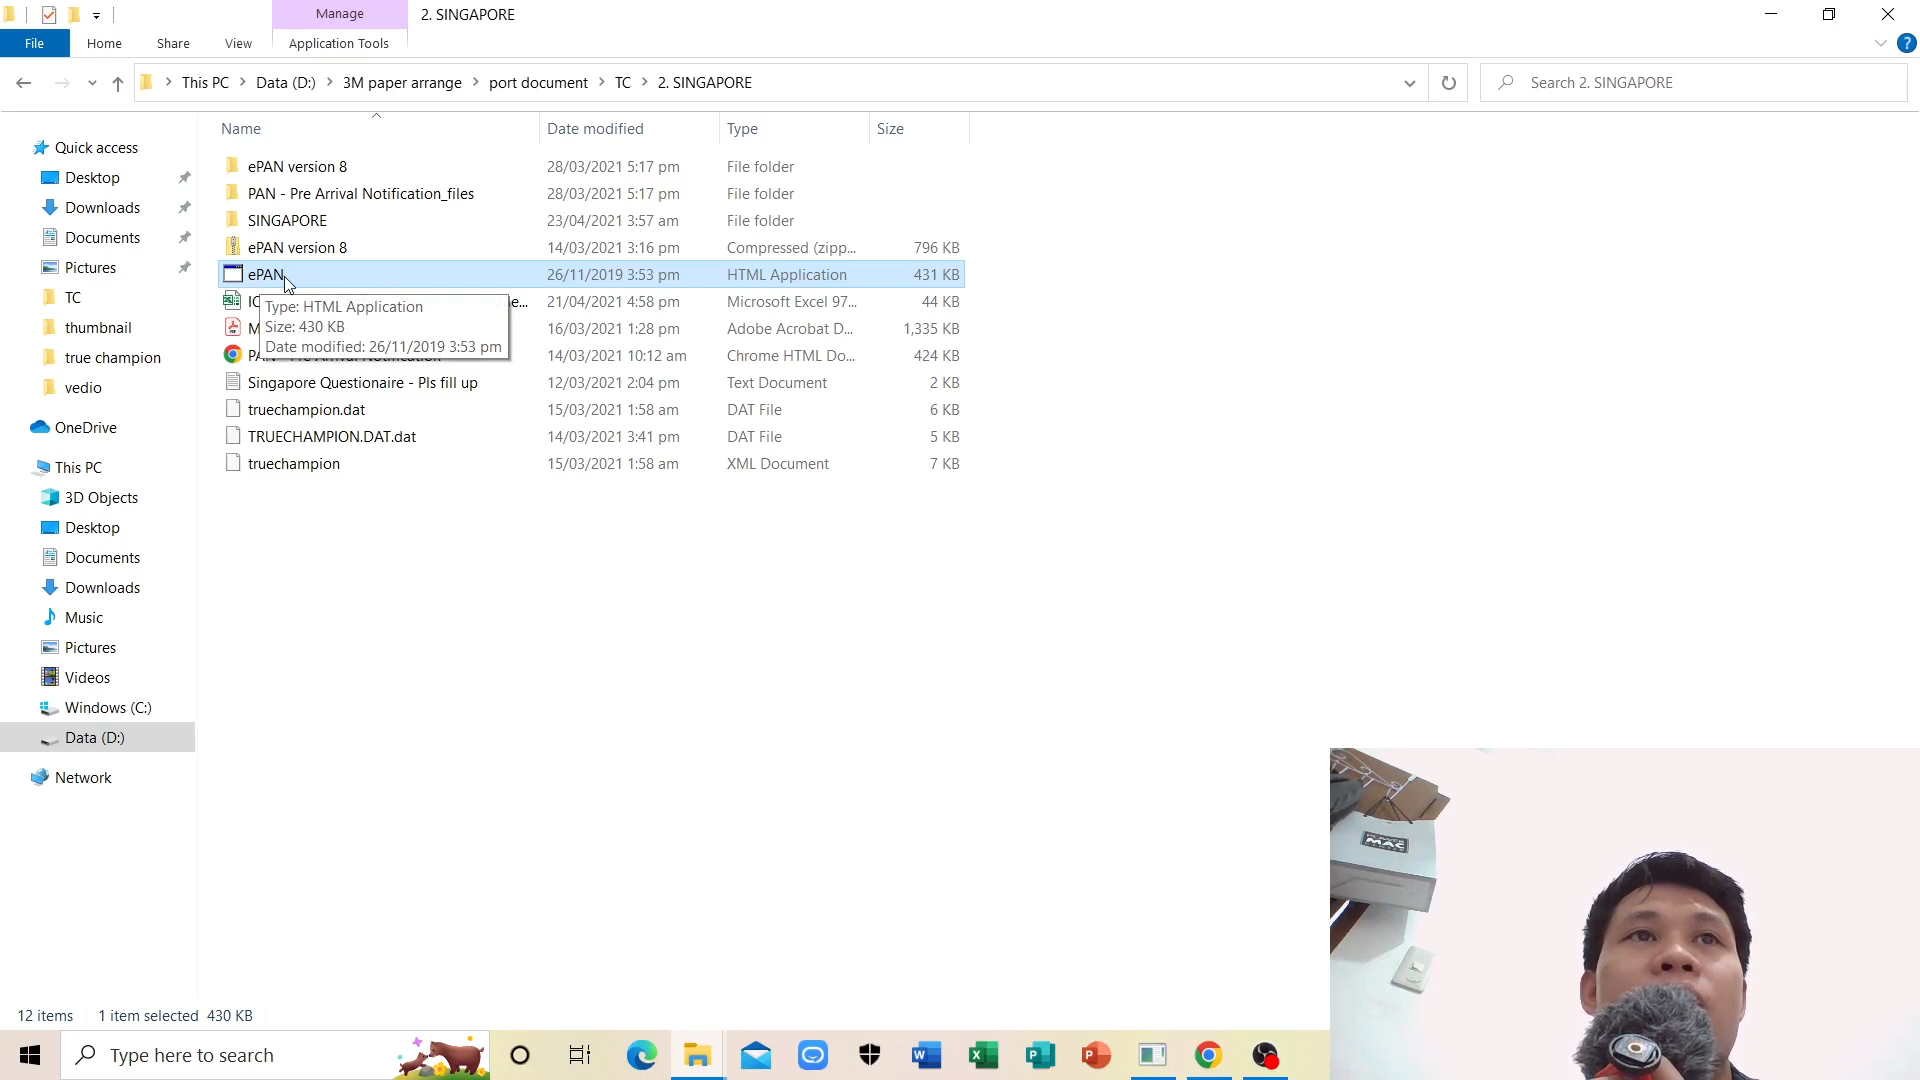 Manage
2. SINGAPORE
File
Home
Share
View
Application Tools
This PC
Data (D:)
3M paper arrange
port document
TC
2. SINGAPORE
Search 2. SINGAPORE
Name
Date modified
Type
Size
Quick access
Desktop
Downloads
Documents
Pictures
TC
thumbnail
true champion
vedio
OneDrive
This PC
3D Objects
Desktop
Documents
Downloads
Music
Pictures
Videos
Windows (C:)
Data (D:)
Network
ePAN version 8 28/03/2021 5:17 pm File folder
PAN - Pre Arrival Notification_files 28/03/2021 5:17 pm File folder
SINGAPORE 23/04/2021 3:57 am File folder
ePAN version 8 14/03/2021 3:16 pm Compressed (zipp... 796 KB
ePAN 26/11/2019 3:53 pm HTML Application 431 KB
21/04/2021 4:58 pm Microsoft Excel 97... 44 KB
16/03/2021 1:28 pm Adobe Acrobat D... 1,335 KB
PAN - Pre Arrival Notification 14/03/2021 10:12 am Chrome HTML Do... 424 KB
Singapore Questionaire - Pls fill up 12/03/2021 2:04 pm Text Document 2 KB
truechampion.dat 15/03/2021 1:58 am DAT File 6 KB
TRUECHAMPION.DAT.dat 14/03/2021 3:41 pm DAT File 5 KB
truechampion 15/03/2021 1:58 am XML Document 7 KB
Type: HTML Application
Size: 430 KB
Date modified: 26/11/2019 3:53 pm
MAC
12 items 1 item selected 430 KB
Type here to search